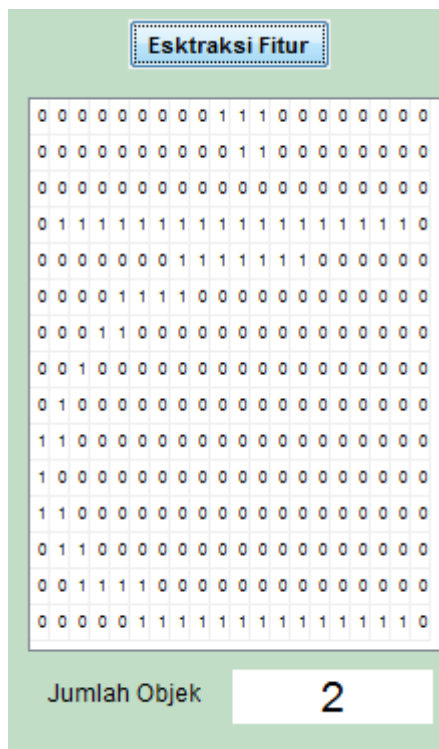 Esktraksi Fitur
0 0 0 0 0 0 0 0 0 1 1 1 0 0 0 0 0 0 0 0
0 0 0 0 0 0 0 0 0 0 1 1 0 0 0 0 0 0 0 0
0 0 0 0 0 0 0 0 0 0 0 0 0 0 0 0 0 0 0 0
0 1 1 1 1 1 1 1 1 1 1 1 1 1 1 1 1 1 1 0
0 0 0 0 0 0 0 1 1 1 1 1 1 1 0 0 0 0 0 0
0 0 0 0 1 1 1 1 0 0 0 0 0 0 0 0 0 0 0 0
0 0 0 1 1 0 0 0 0 0 0 0 0 0 0 0 0 0 0 0
0 0 1 0 0 0 0 0 0 0 0 0 0 0 0 0 0 0 0 0
0 1 0 0 0 0 0 0 0 0 0 0 0 0 0 0 0 0 0 0
1 1 0 0 0 0 0 0 0 0 0 0 0 0 0 0 0 0 0 0
1 0 0 0 0 0 0 0 0 0 0 0 0 0 0 0 0 0 0 0
1 1 0 0 0 0 0 0 0 0 0 0 0 0 0 0 0 0 0 0
0 1 1 0 0 0 0 0 0 0 0 0 0 0 0 0 0 0 0 0
0 0 1 1 1 1 0 0 0 0 0 0 0 0 0 0 0 0 0 0
0 0 0 0 0 1 1 1 1 1 1 1 1 1 1 1 1 1 1 0
Jumlah Objek 2